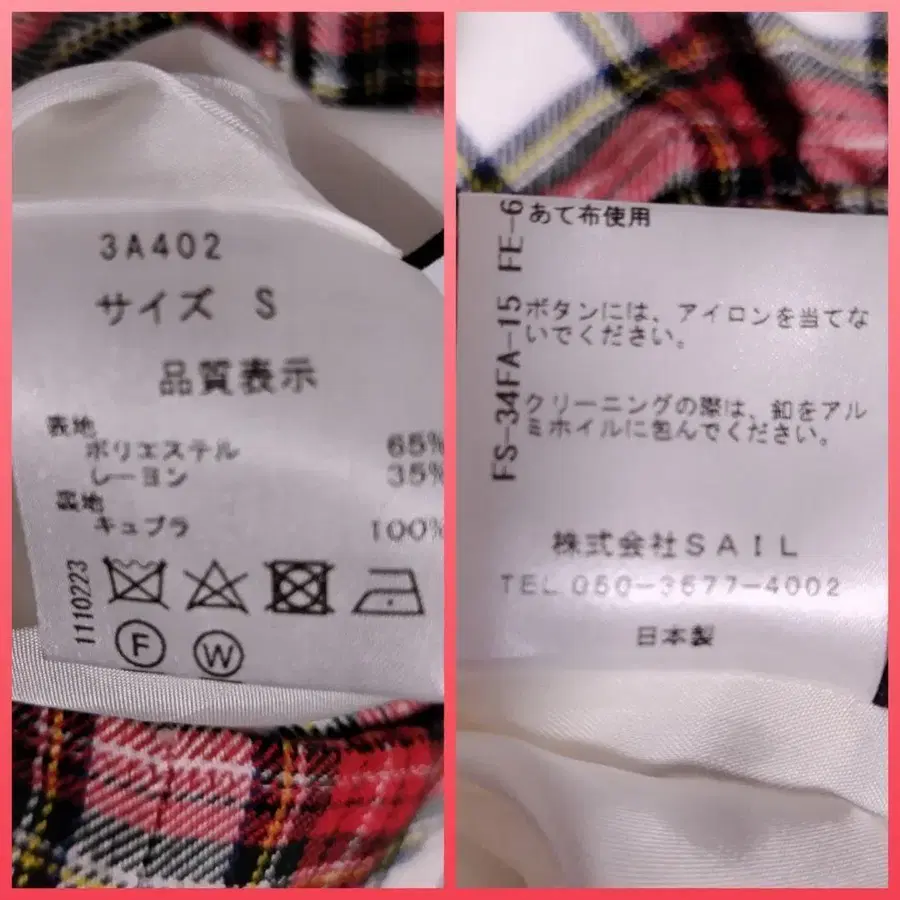 3A402
サイズ S
品質表示
表地
ポリエステル 65%
レーヨン 35%
裏地
キュプラ 100%
1110223
F
W
FS-34FA-15 FE-6
あて布使用
ボタンには、アイロンを当てな
いでください。
クリーニングの際は、釦をアル
ミホイルに包んでください。
株式会社SAIL
TEL 050-3577-4002
日本製